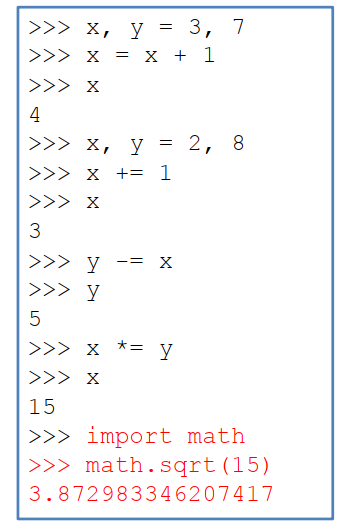 >>> x, y = 3, 7
>>> x = x + 1
>>> x
4
>>> x, y = 2, 8
>>> x += 1
>>> x
3
>>> y -= x
>>> y
5
>>> x *= y
>>> x
15
>>> import math
>>> math.sqrt(15)
3.872983346207417